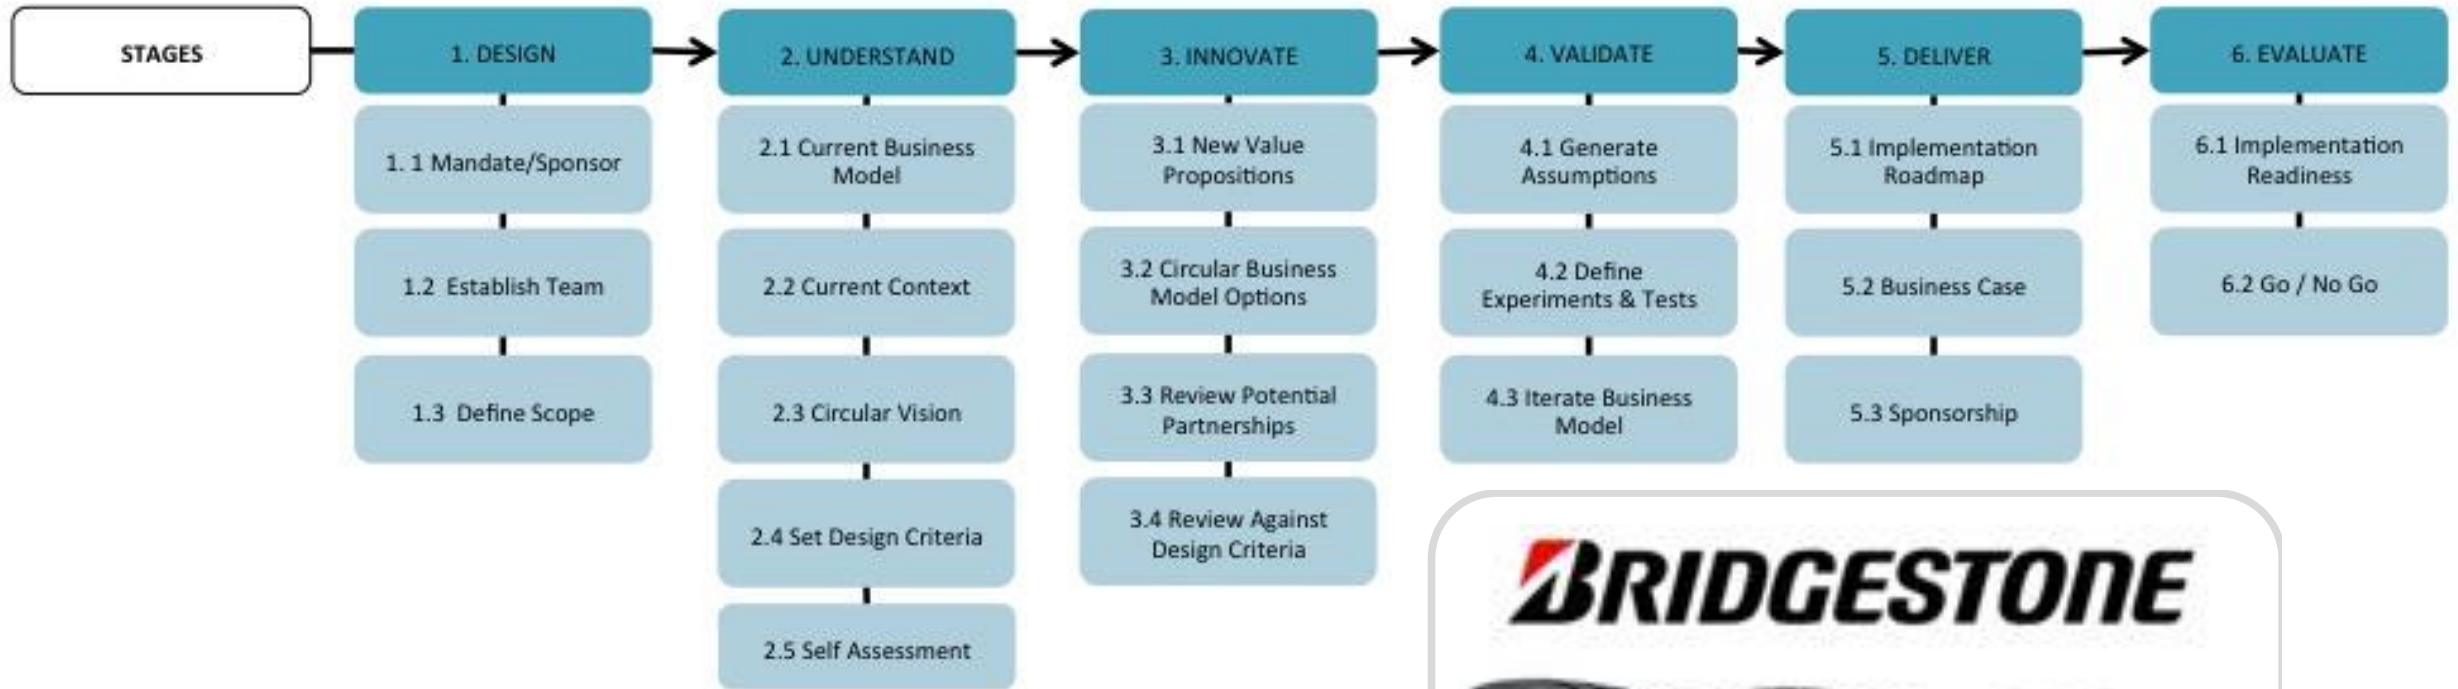 STAGES
1. DESIGN
2. UNDERSTAND
3. INNOVATE
4. VALIDATE
5. DELIVER
6. EVALUATE
1. 1 Mandate/Sponsor
1.2 Establish Team
1.3 Define Scope
2.1 Current Business
Model
2.2 Current Context
2.3 Circular Vision
2.4 Set Design Criteria
2.5 Self Assessment
3.1 New Value
Propositions
3.2 Circular Business
Model Options
3.3 Review Potential
Partnerships
3.4 Review Against
Design Criteria
4.1 Generate
Assumptions
4.2 Define
Experiments & Tests
4.3 Iterate Business
Model
5.1 Implementation
Roadmap
5.2 Business Case
5.3 Sponsorship
6.1 Implementation
Readiness
6.2 Go / No Go
BRIDGESTONE